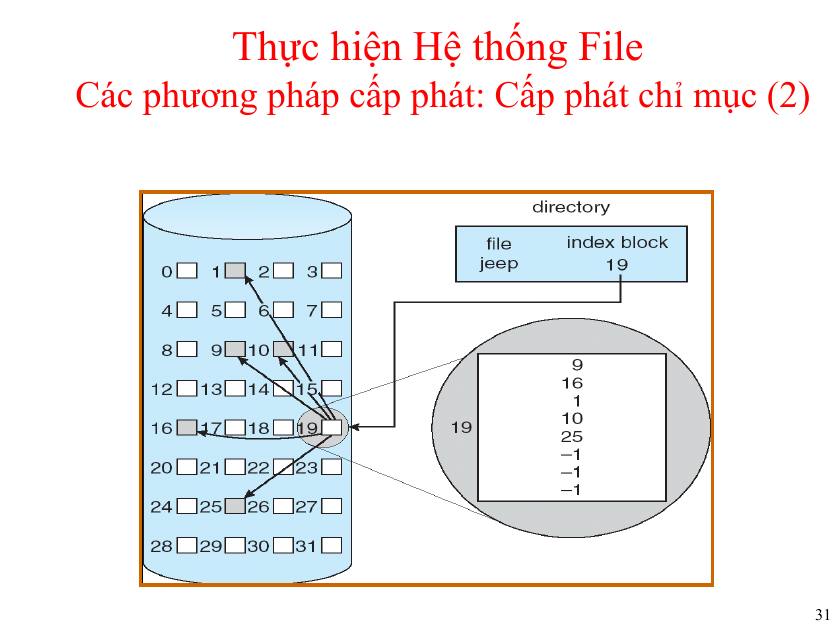 Thực hiện Hệ thống File
Các phương pháp cấp phát: Cấp phát chỉ mục (2)
directory
file index block
jeep 19
0 1 2 3
4 5 6 7
8 9 10 11
12 13 14 15
16 17 18 19
20 21 22 23
24 25 26 27
28 29 30 31
19
9
16
1
10
25
–1
–1
–1
31